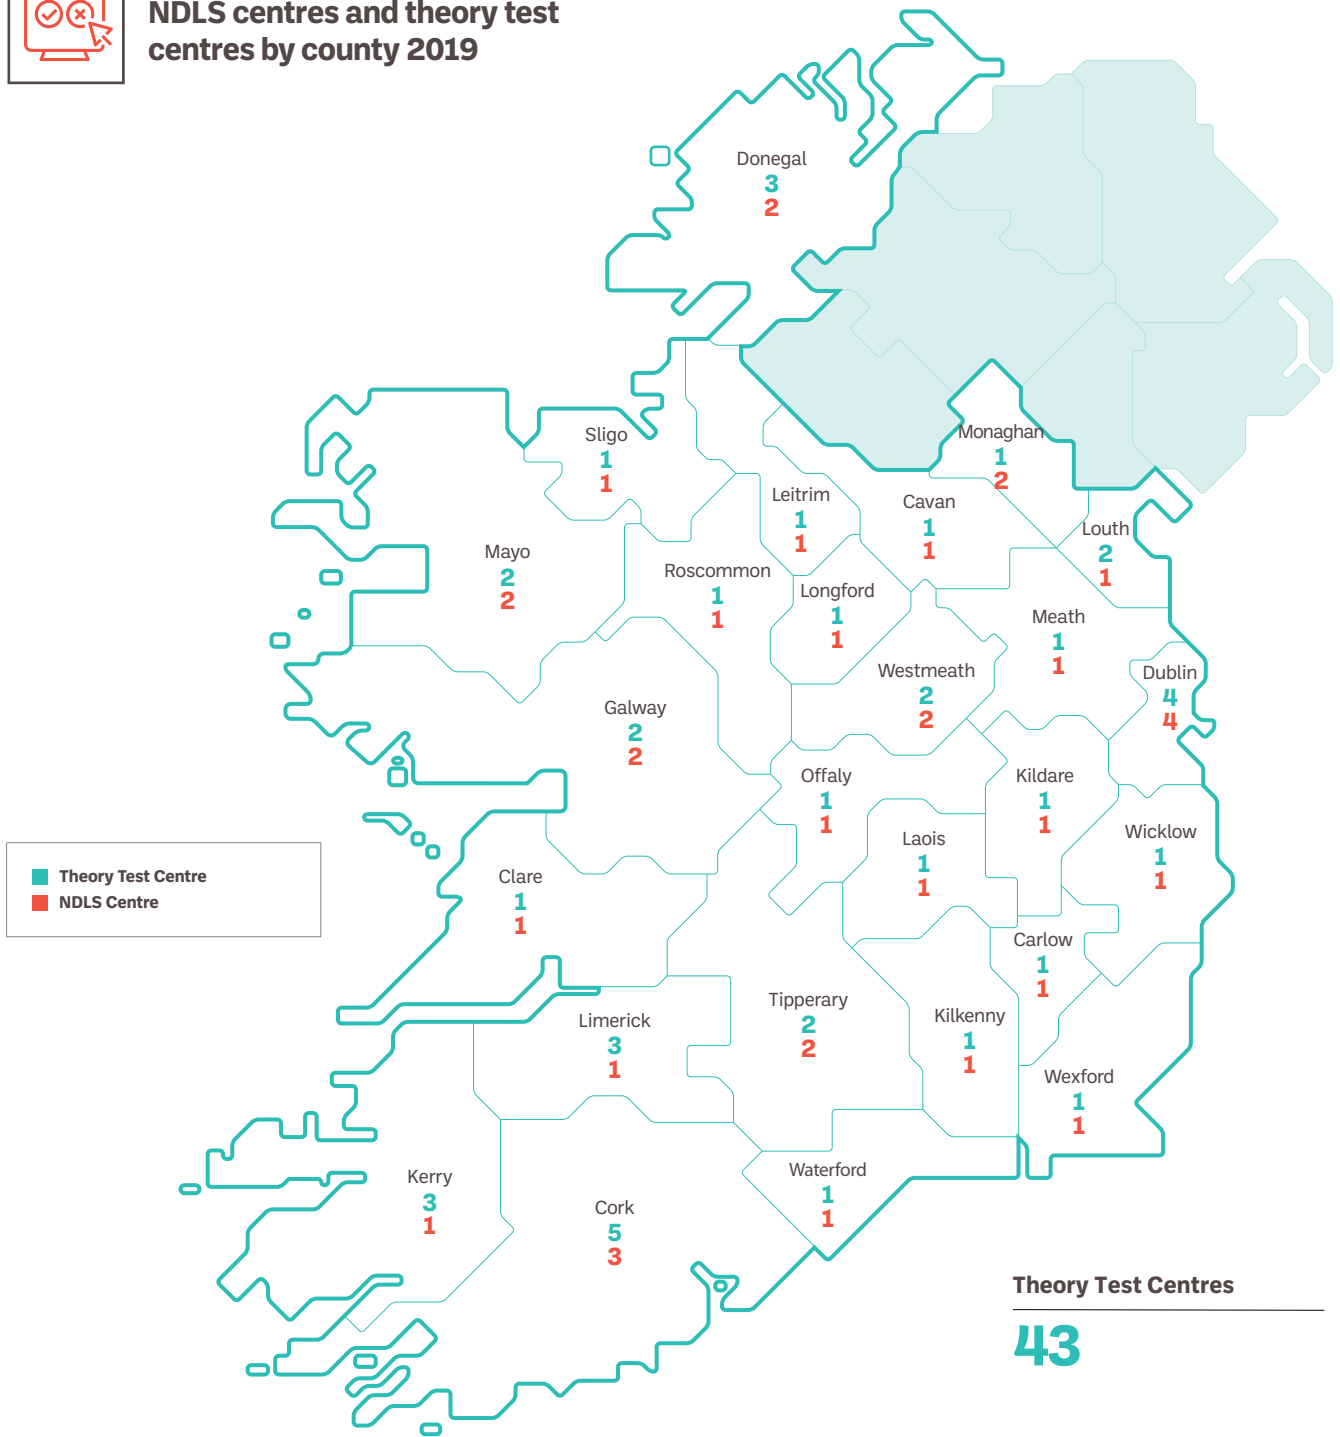 NDLS centres and theory test
centres by county 2019
Donegal
3
2
Sligo
1
1
Monaghan
1
2
Leitrim
1
1
Cavan
1
1
Louth
2
1
Mayo
2
2
Roscommon
1
1
Longford
1
1
Meath
1
1
Westmeath
2
2
Dublin
4
4
Galway
2
2
Offaly
1
1
Kildare
1
1
Laois
1
1
Wicklow
1
1
Theory Test Centre
NDLS Centre
Clare
1
1
Carlow
1
1
Tipperary
2
2
Kilkenny
1
1
Limerick
3
1
Wexford
1
1
Kerry
3
1
Cork
5
3
Waterford
1
1
Theory Test Centres
43